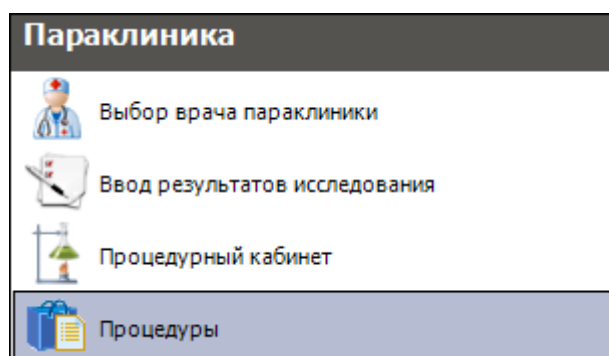 Параклиника
Выбор врача параклиники
Ввод результатов исследования
Процедурный кабинет
Процедуры